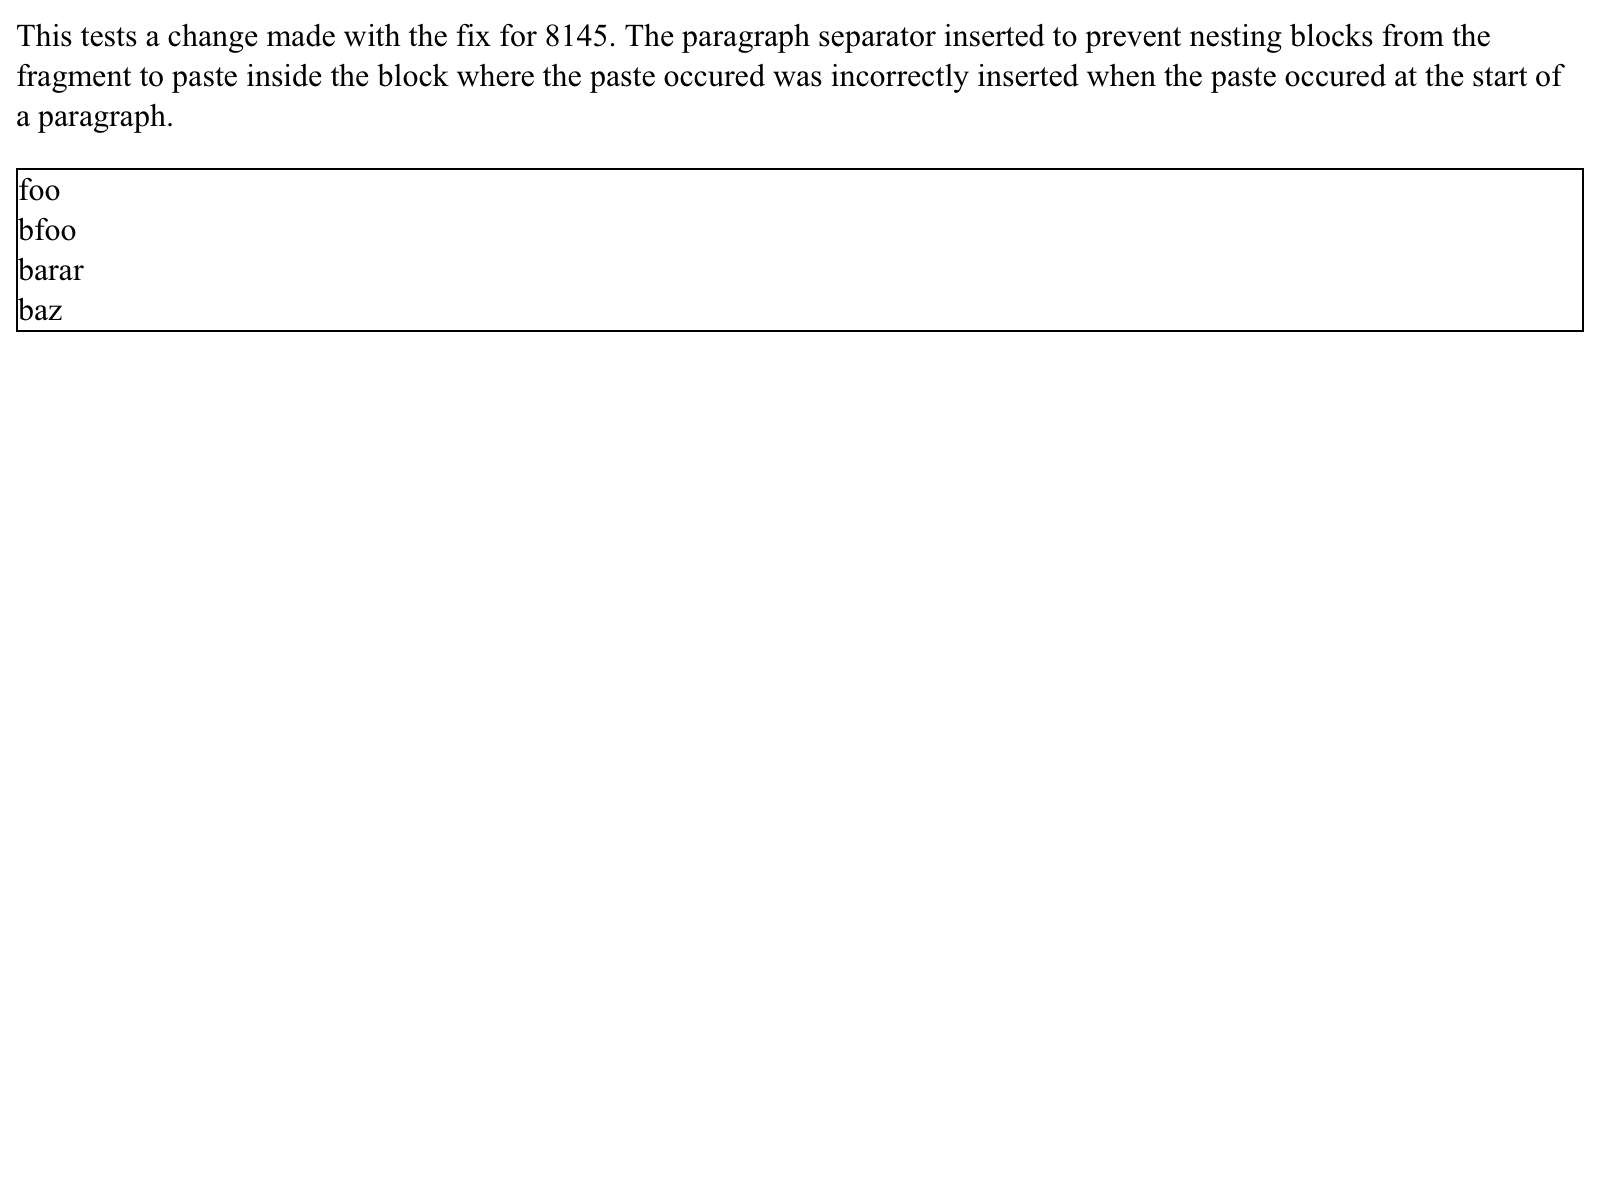 This tests a change made with the fix for 8145. The paragraph separator inserted to prevent nesting blocks from the
fragment to paste inside the block where the paste occured was incorrectly inserted when the paste occured at the start of
a paragraph.
foo
bfoo
barar
baz